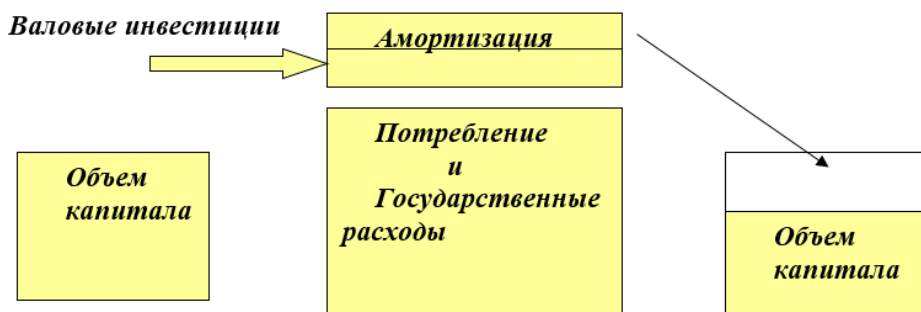 Валовые инвестиции
Амортизация
Объем
капитала
Потребление
и
Государственные
расходы
Объем
капитала